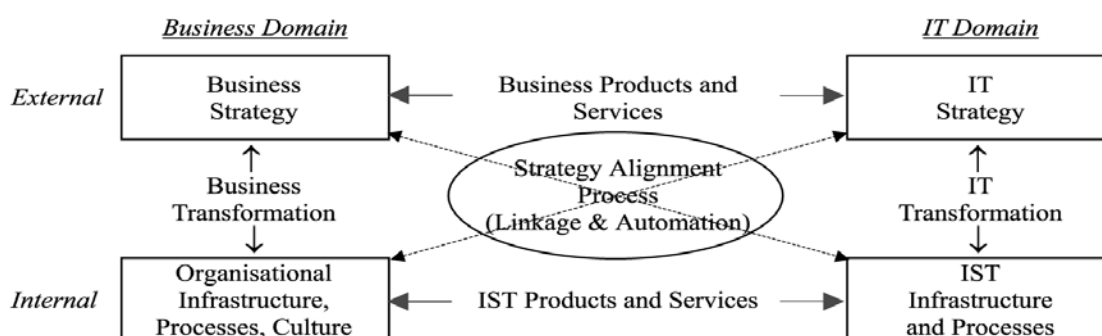 Business Domain
IT Domain
External
Business
Strategy
Business Products and
Services
IT
Strategy
Business
Transformation
Strategy Alignment
Process
(Linkage & Automation)
IT
Transformation
Internal
Organisational
Infrastructure,
Processes, Culture
IST Products and Services
IST
Infrastructure
and Processes